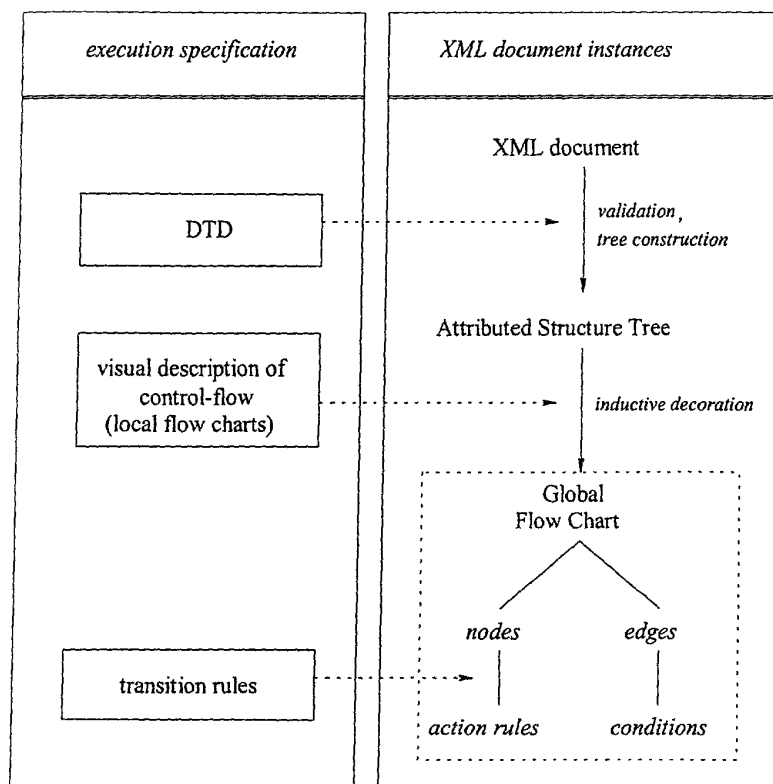 execution specification
XML document instances
XML document
DTD
validation,
tree construction
Attributed Structure Tree
visual description of
control-flow
(local flow charts)
inductive decoration
Global
Flow Chart
nodes
edges
transition rules
action rules
conditions